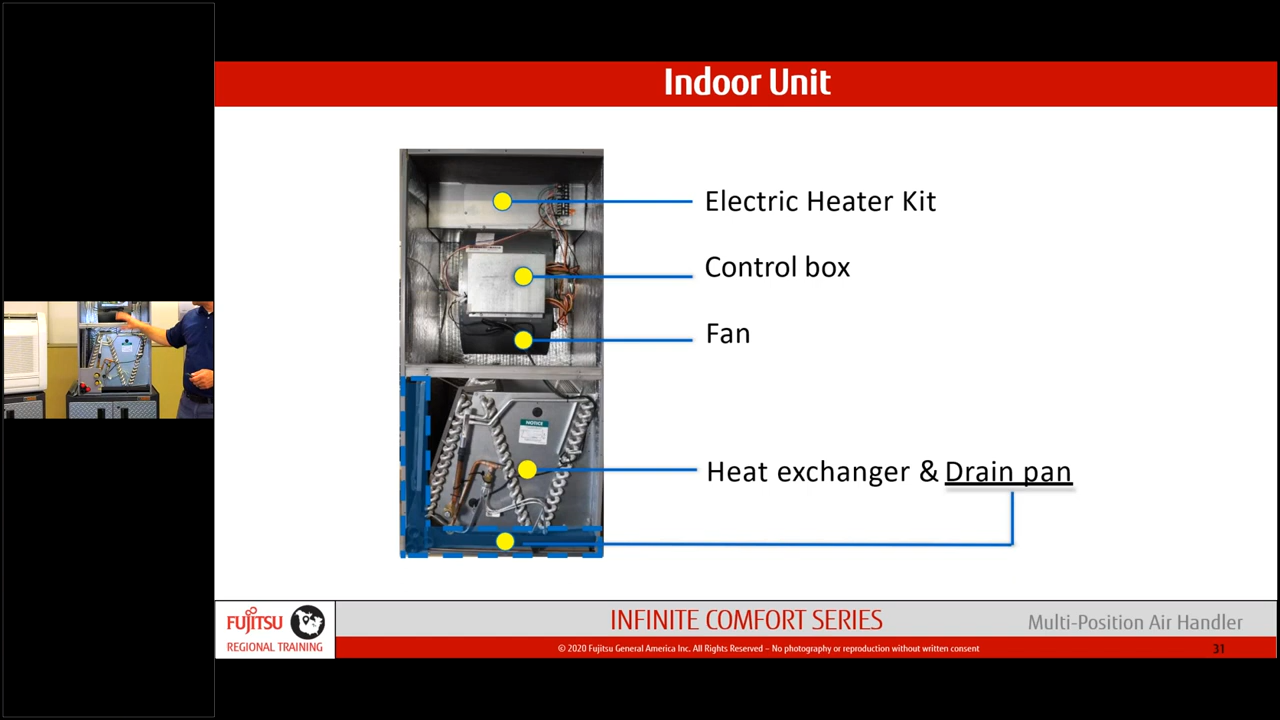 Indoor Unit
Electric Heater Kit
Control box
Fan
NOTICE
Heat exchanger & Drain pan
FUJITSU
REGIONAL TRAINING
INFINITE COMFORT SERIES
Multi-Position Air Handler
© 2020 Fujitsu General America Inc. All Rights Reserved – No photography or reproduction without written consent
31